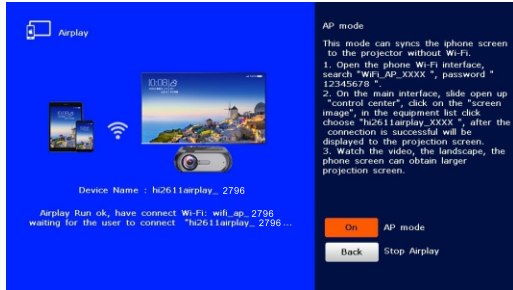 Airplay
10:08
Device Name : hi2611airplay_ 2796
Airplay Run ok, have connect Wi-Fi: wifi_ap_ 2796
waiting for the user to connect "hi2611airplay_ 2796...
AP mode
This mode can syncs the iphone screen
to the projector without Wi-Fi.
1. Open the phone Wi-Fi interface,
search "WiFi_AP_XXXX ", password "
12345678 ".
2. On the main interface, slide open up
"control center", click on the "screen
image", in the equipment list click
choose "hi2611airplay_XXXX ", after the
connection is successful will be
displayed to the projection screen.
3. Watch the video, the landscape, the
phone screen can obtain larger
projection screen.
On AP mode
Back Stop Airplay